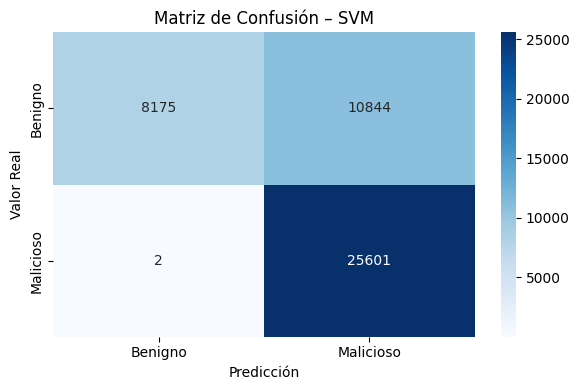 Matriz de Confusión – SVM
Valor Real
Benigno
8175
10844
Malicioso
2
25601
Benigno
Malicioso
Predicción
25000
20000
15000
10000
5000